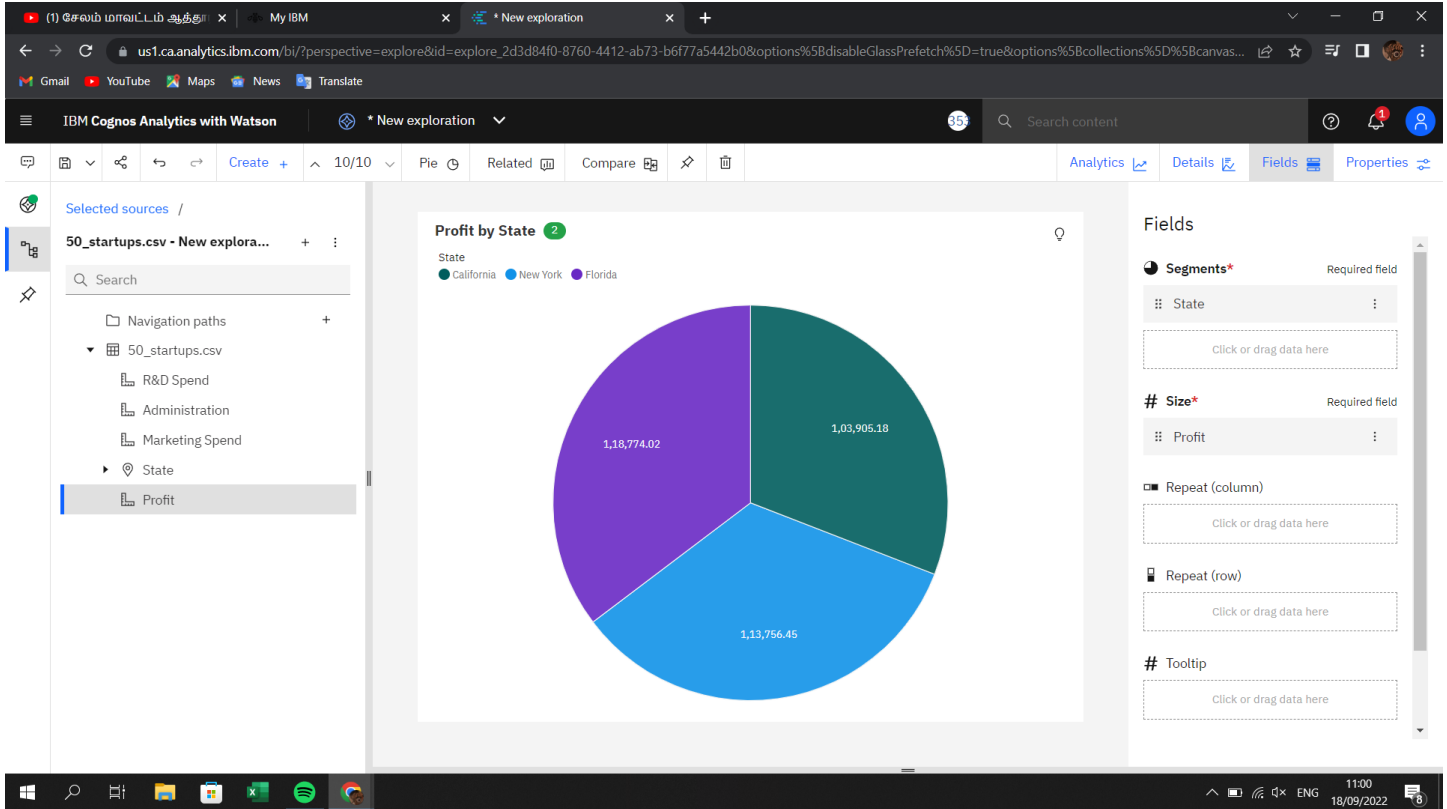 (1) சேலம் மாவட்டம் ஆத்தூ
My IBM
* New exploration
us1.ca.analytics.ibm.com/bi/?perspective=explore&id=explore_2d3d84f0-8760-4412-ab73-b6f77a5442b0&options%5BdisableGlassPrefetch%5D=true&options%5Bcollections%5D%5Bcanvas...
Gmail YouTube Maps News Translate
IBM Cognos Analytics with Watson * New exploration 353 Search content 1
Create + 10/10 Pie Related Compare Analytics Details Fields Properties
Selected sources /
50_startups.csv - New explora...
Search
Navigation paths
50_startups.csv
R&D Spend
Administration
Marketing Spend
State
Profit
Profit by State 2
State
California New York Florida
1,18,774.02
1,03,905.18
1,13,756.45
Fields
Segments* Required field
State
Click or drag data here
# Size* Required field
Profit
Repeat (column)
Click or drag data here
Repeat (row)
Click or drag data here
# Tooltip
Click or drag data here
ENG
11:00
18/09/2022
8